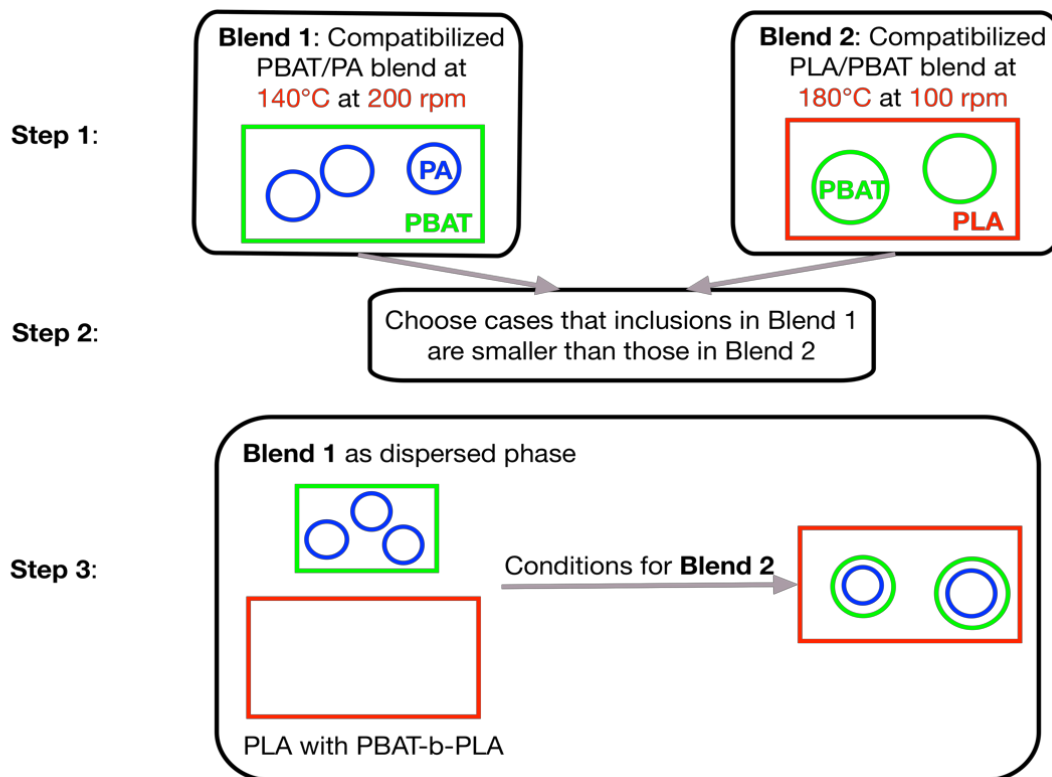 Step 1:
Blend 1: Compatibilized
PBAT/PA blend at
140°C at 200 rpm
PA
PBAT
Blend 2: Compatibilized
PLA/PBAT blend at
180°C at 100 rpm
PBAT
PLA
Step 2:
Choose cases that inclusions in Blend 1
are smaller than those in Blend 2
Step 3:
Blend 1 as dispersed phase
Conditions for Blend 2
PLA with PBAT-b-PLA